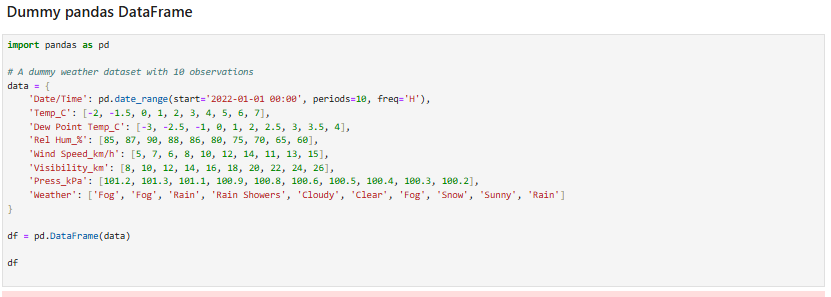 Dummy pandas DataFrame
import pandas as pd
# A dummy weather dataset with 10 observations
data = {
    'Date/Time': pd.date_range(start='2022-01-01 00:00', periods=10, freq='H'),
    'Temp_C': [-2, -1.5, 0, 1, 2, 3, 4, 5, 6, 7],
    'Dew Point Temp_C': [-3, -2.5, -1, 0, 1, 2, 2.5, 3, 3.5, 4],
    'Rel Hum_%': [85, 87, 90, 88, 86, 80, 75, 70, 65, 60],
    'Wind Speed_km/h': [5, 7, 6, 8, 10, 12, 14, 11, 13, 15],
    'Visibility_km': [8, 10, 12, 14, 16, 18, 20, 22, 24, 26],
    'Press_kPa': [101.2, 101.3, 101.1, 100.9, 100.8, 100.6, 100.5, 100.4, 100.3, 100.2],
    'Weather': ['Fog', 'Fog', 'Rain', 'Rain Showers', 'Cloudy', 'Clear', 'Fog', 'Snow', 'Sunny', 'Rain']
}
df = pd.DataFrame(data)
df